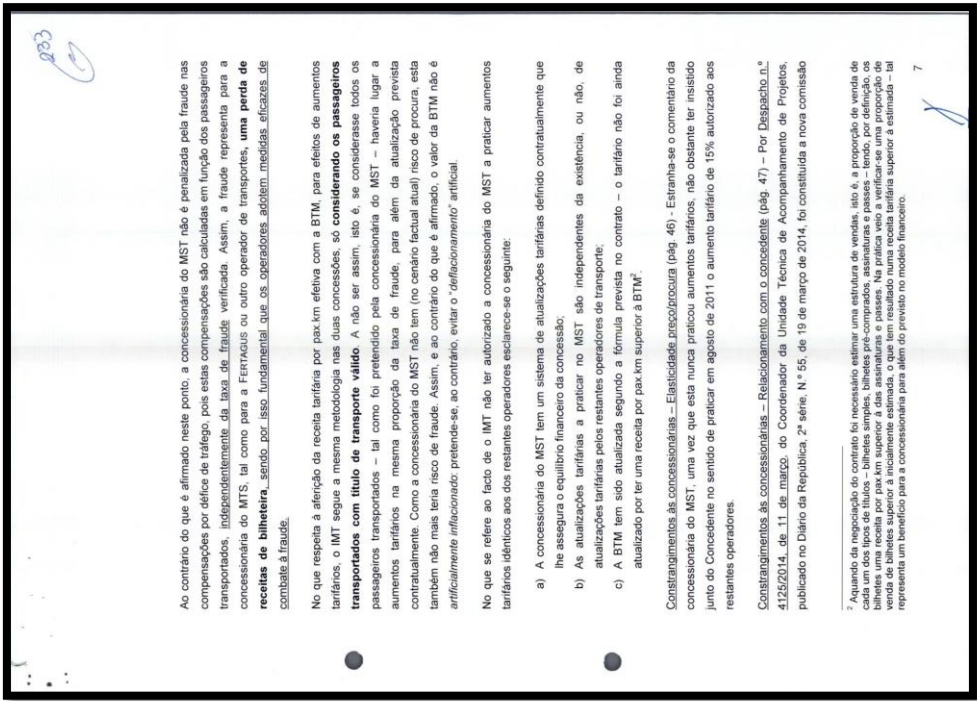 233
Ao contrário do que é afirmado neste ponto, a concessionária do MST não é penalizada pela fraude nas
compensações por défice de tráfego, pois estas compensações são calculadas em função dos passageiros
transportados, independentemente da taxa de fraude verificada. Assim, a fraude representa para a
concessionária do MTS, tal como para a FERTAGUS ou outro operador de transportes, uma perda de
receitas de bilheteira, sendo por isso fundamental que os operadores adotem medidas eficazes de
combate à fraude.
No que respeita à aferição da receita tarifária por pax.km efetiva com a BTM, para efeitos de aumentos
tarifários, o IMT segue a mesma metodologia nas duas concessões, só considerando os passageiros
transportados com título de transporte válido. A não ser assim, isto é, se considerasse todos os
passageiros transportados – tal como foi pretendido pela concessionária do MST – haveria lugar a
aumentos tarifários na mesma proporção da taxa de fraude, para além da atualização prevista
contratualmente. Como a concessionária do MST não tem (no cenário factual atual) risco de procura, esta
também não mais teria risco de fraude. Assim, e ao contrário do que é afirmado, o valor da BTM não é
artificialmente inflacionado: pretende-se, ao contrário, evitar o "deflacionamento" artificial.
No que se refere ao facto de o IMT não ter autorizado a concessionária do MST a praticar aumentos
tarifários idênticos aos dos restantes operadores esclarece-se o seguinte:
a) A concessionária do MST tem um sistema de atualizações tarifárias definido contratualmente que
lhe assegura o equilíbrio financeiro da concessão;
b) As atualizações tarifárias a praticar no MST são independentes da existência, ou não, de
atualizações tarifárias pelos restantes operadores de transporte;
c) A BTM tem sido atualizada segundo a fórmula prevista no contrato – o tarifário não foi ainda
atualizado por ter uma receita por pax.km superior à BTM².
Constrangimentos às concessionárias – Elasticidade preço/procura (pág. 46) - Estranha-se o comentário da
concessionária do MST, uma vez que esta nunca praticou aumentos tarifários, não obstante ter insistido
junto do Concedente no sentido de praticar em agosto de 2011 o aumento tarifário de 15% autorizado aos
restantes operadores.
Constrangimentos às concessionárias – Relacionamento com o concedente (pág. 47) – Por Despacho n.º
4125/2014, de 11 de março, do Coordenador da Unidade Técnica de Acompanhamento de Projetos,
publicado no Diário da República, 2ª série, N.º 55, de 19 de março de 2014, foi constituída a nova comissão
² Aquando da negociação do contrato foi necessário estimar uma estrutura de vendas, isto é, a proporção de venda de
cada um dos tipos de títulos – bilhetes simples, bilhetes pré-comprados, assinaturas e passes – tendo, por definição, os
bilhetes uma receita por pax.km superior à das assinaturas e passes. Na prática veio a verificar-se uma proporção de
venda de bilhetes superior à inicialmente estimada, o que tem resultado numa receita tarifária superior à estimada – tal
representa um benefício para a concessionária para além do previsto no modelo financeiro.
7